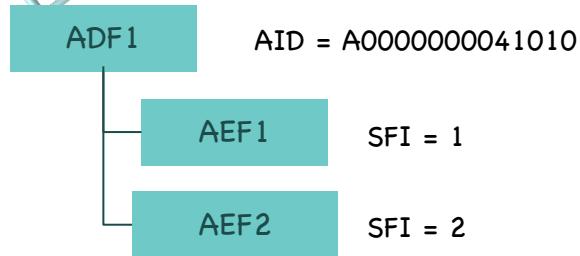 ADF1 AID = A0000000041010
AEF1 SFI = 1
AEF2 SFI = 2